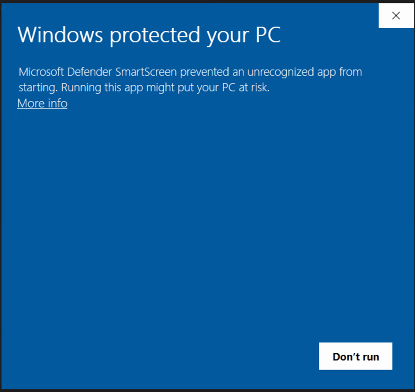 Windows protected your PC
Microsoft Defender SmartScreen prevented an unrecognized app from
starting. Running this app might put your PC at risk.
More info
Don't run